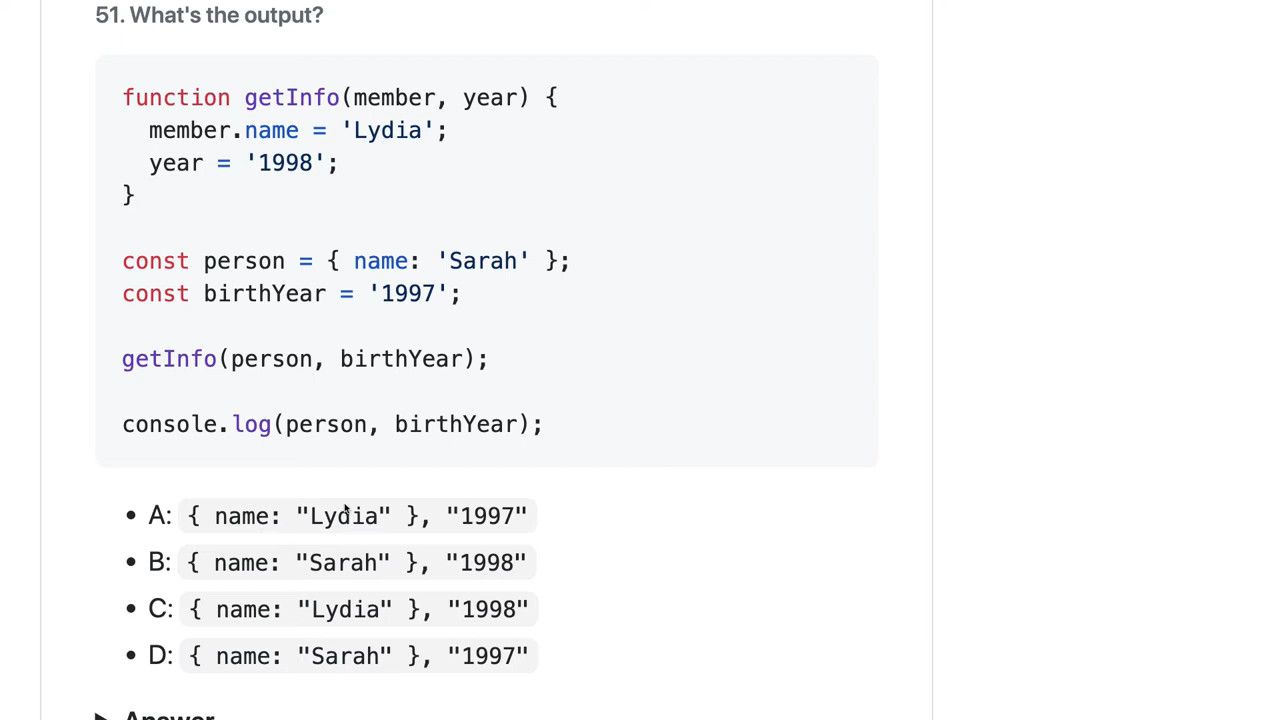 51. What's the output?
function getInfo(member, year) {
  member.name = 'Lydia';
  year = '1998';
}
const person = { name: 'Sarah' };
const birthYear = '1997';
getInfo(person, birthYear);
console.log(person, birthYear);
• A: { name: "Lydia" }, "1997"
• B: { name: "Sarah" }, "1998"
• C: { name: "Lydia" }, "1998"
• D: { name: "Sarah" }, "1997"
Answer